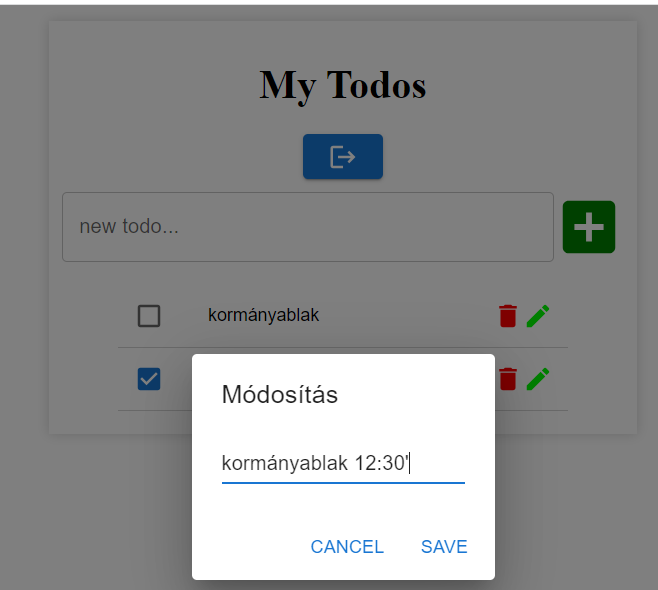 My Todos
new todo...
kormányablak
Módosítás
kormányablak 12:30'
CANCEL SAVE